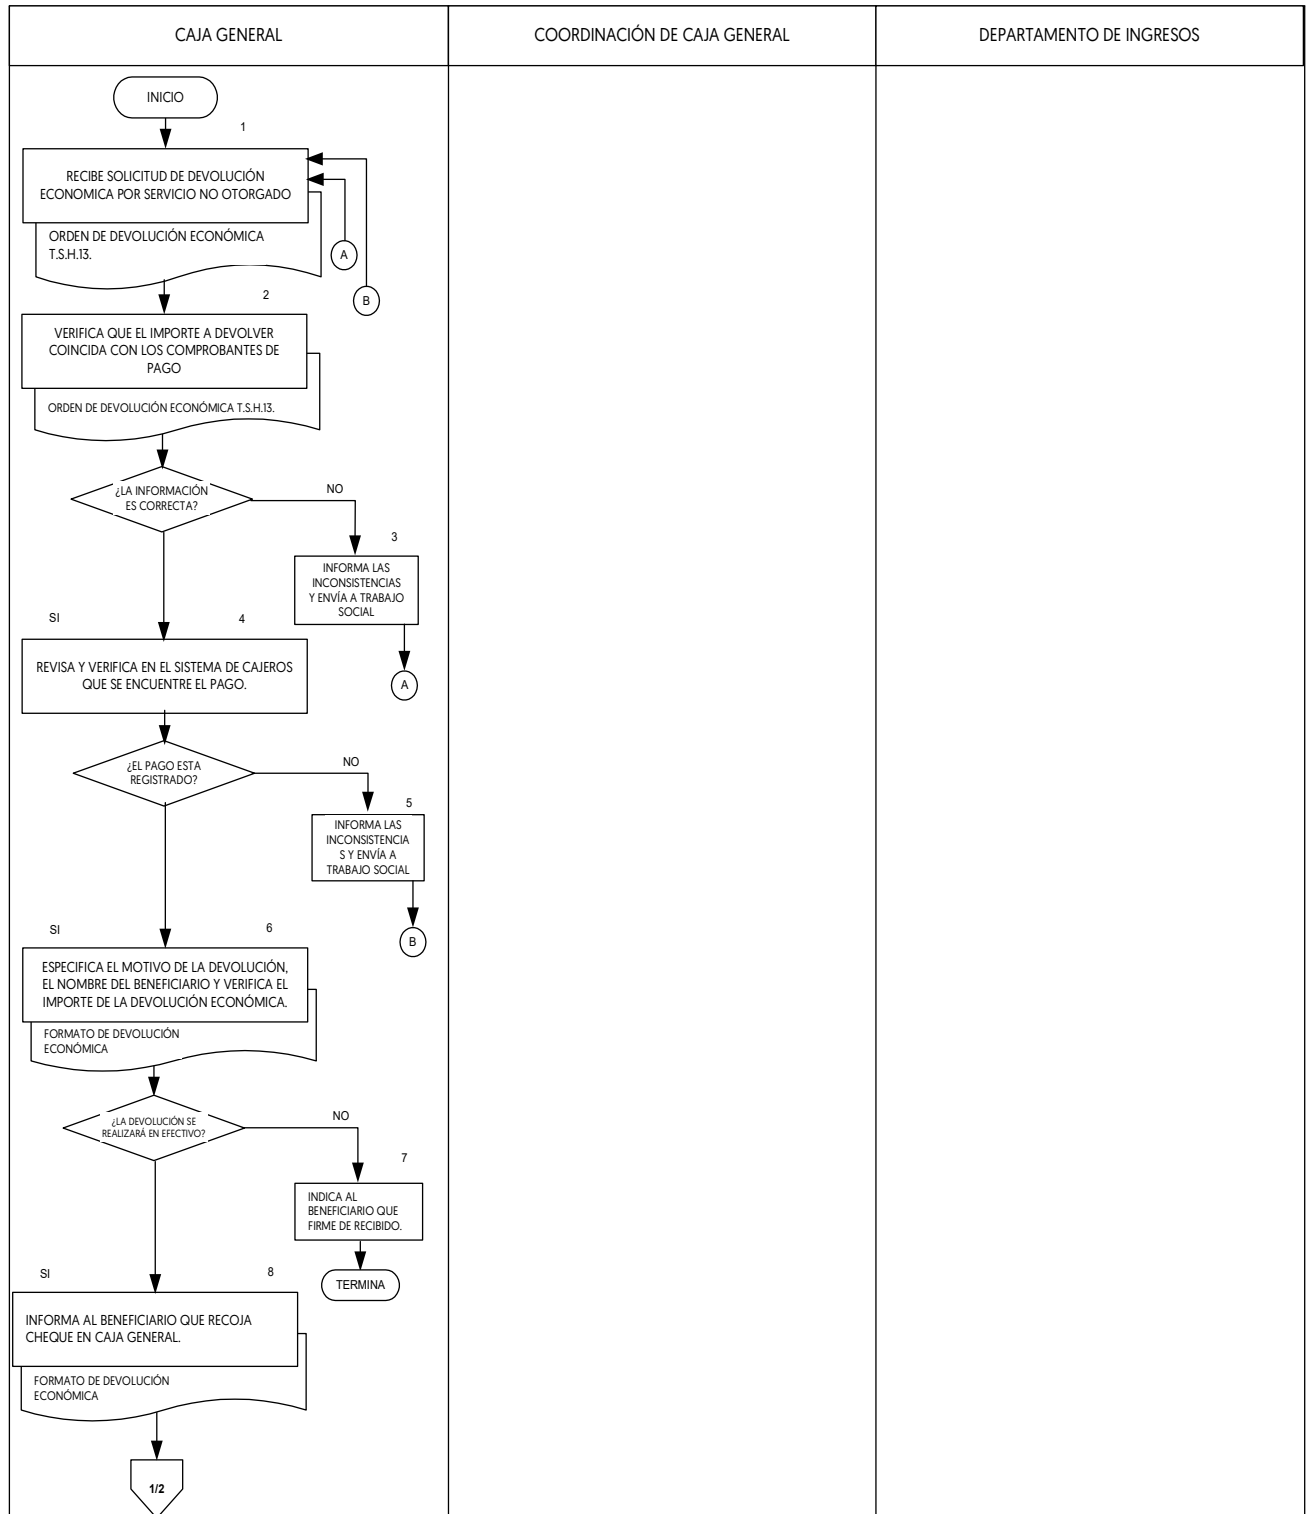 CAJA GENERAL
COORDINACIÓN DE CAJA GENERAL
DEPARTAMENTO DE INGRESOS
INICIO
1
RECIBE SOLICITUD DE DEVOLUCIÓN
ECONOMICA POR SERVICIO NO OTORGADO
ORDEN DE DEVOLUCIÓN ECONÓMICA
T.S.H.13.
A
B
2
VERIFICA QUE EL IMPORTE A DEVOLVER
COINCIDA CON LOS COMPROBANTES DE
PAGO
ORDEN DE DEVOLUCIÓN ECONÓMICA T.S.H.13.
¿LA INFORMACIÓN
ES CORRECTA?
NO
3
INFORMA LAS
INCONSISTENCIAS
Y ENVÍA A TRABAJO
SOCIAL
A
SI
4
REVISA Y VERIFICA EN EL SISTEMA DE CAJEROS
QUE SE ENCUENTRE EL PAGO.
¿EL PAGO ESTA
REGISTRADO?
NO
5
INFORMA LAS
INCONSISTENCIA
S Y ENVÍA A
TRABAJO SOCIAL
B
SI
6
ESPECIFICA EL MOTIVO DE LA DEVOLUCIÓN,
EL NOMBRE DEL BENEFICIARIO Y VERIFICA EL
IMPORTE DE LA DEVOLUCIÓN ECONÓMICA.
FORMATO DE DEVOLUCIÓN
ECONÓMICA
¿LA DEVOLUCIÓN SE
REALIZARÁ EN EFECTIVO?
NO
7
INDICA AL
BENEFICIARIO QUE
FIRME DE RECIBIDO.
TERMINA
SI
8
INFORMA AL BENEFICIARIO QUE RECOJA
CHEQUE EN CAJA GENERAL.
FORMATO DE DEVOLUCIÓN
ECONÓMICA
1/2